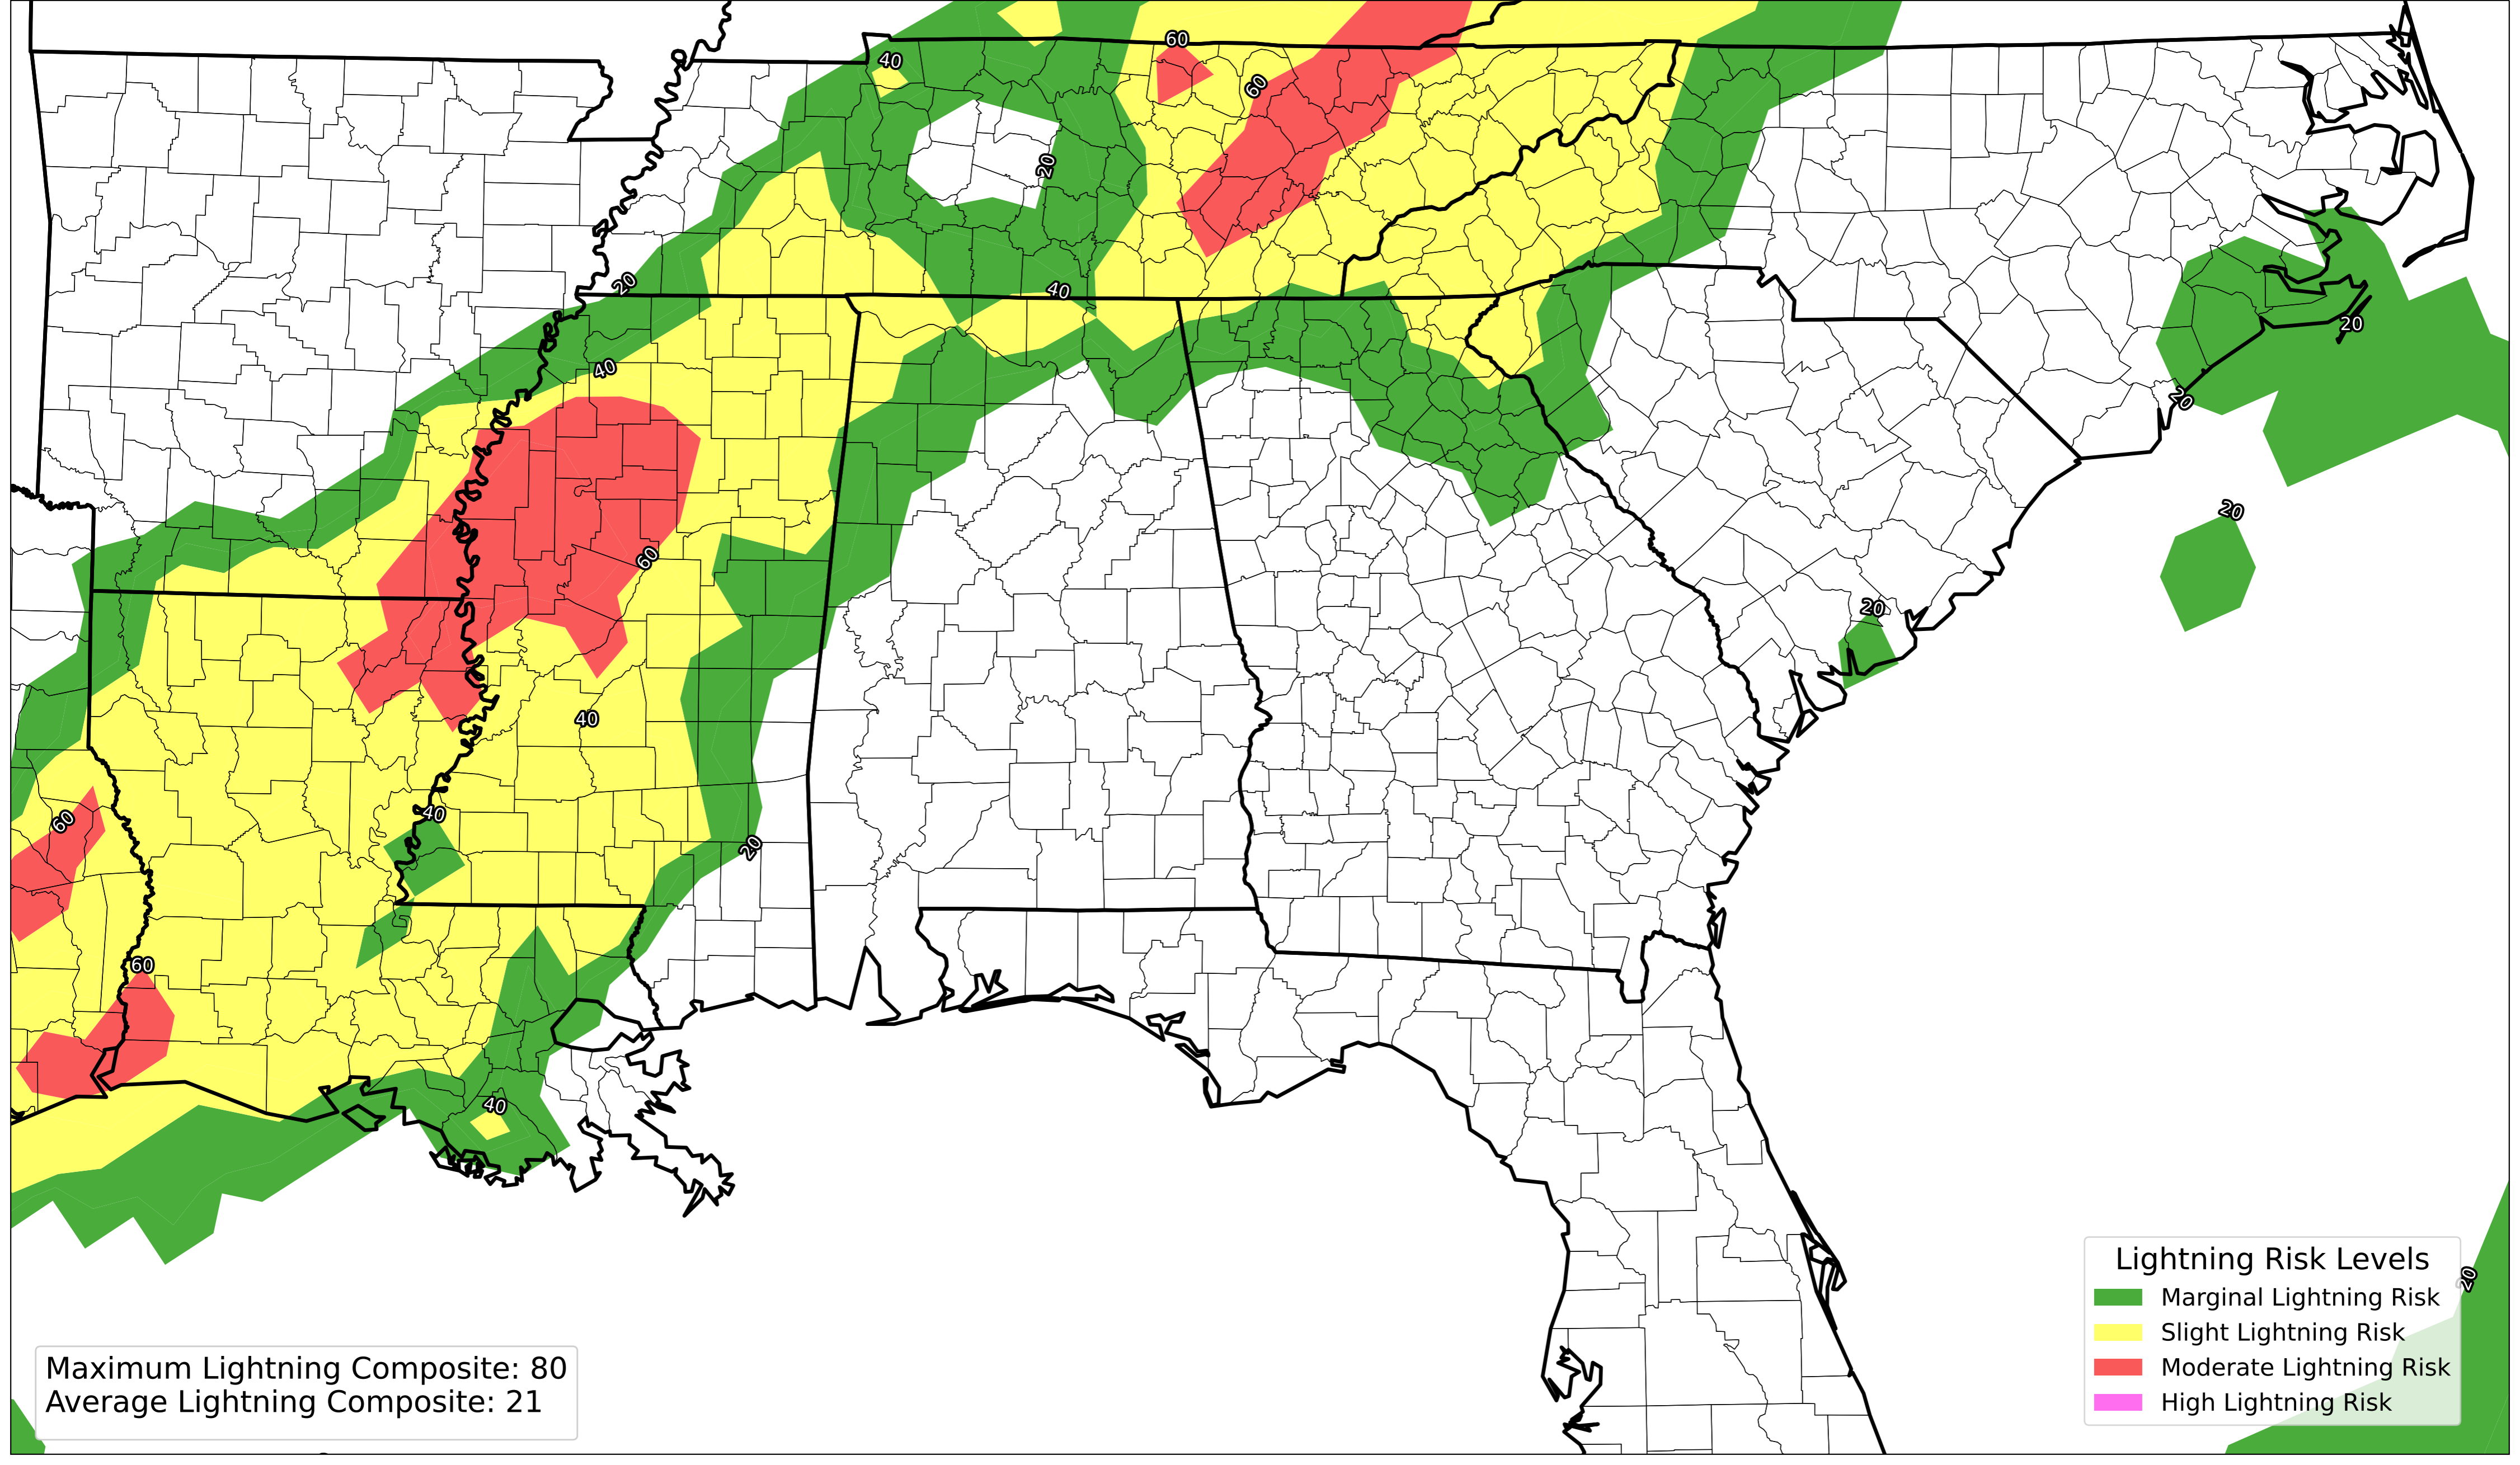 60
40
60
20
40
20
20
40
20
20
60
20
40
60
40
20
60
40
20
Lightning Risk Levels
Marginal Lightning Risk
Slight Lightning Risk
Moderate Lightning Risk
High Lightning Risk
Maximum Lightning Composite: 80
Average Lightning Composite: 21